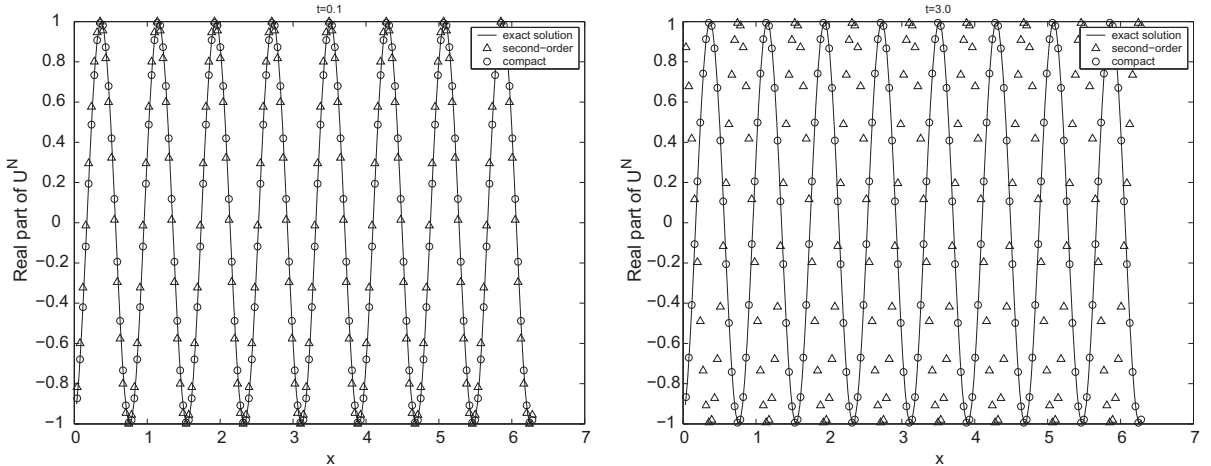 t=0.1
exact solution
second−order
compact
1
0.8
0.6
0.4
0.2
0
−0.2
−0.4
−0.6
−0.8
−1
Real part of U^N
0 1 2 3 4 5 6 7
x
t=3.0
exact solution
second−order
compact
1
0.8
0.6
0.4
0.2
0
−0.2
−0.4
−0.6
−0.8
−1
Real part of U^N
0 1 2 3 4 5 6 7
x